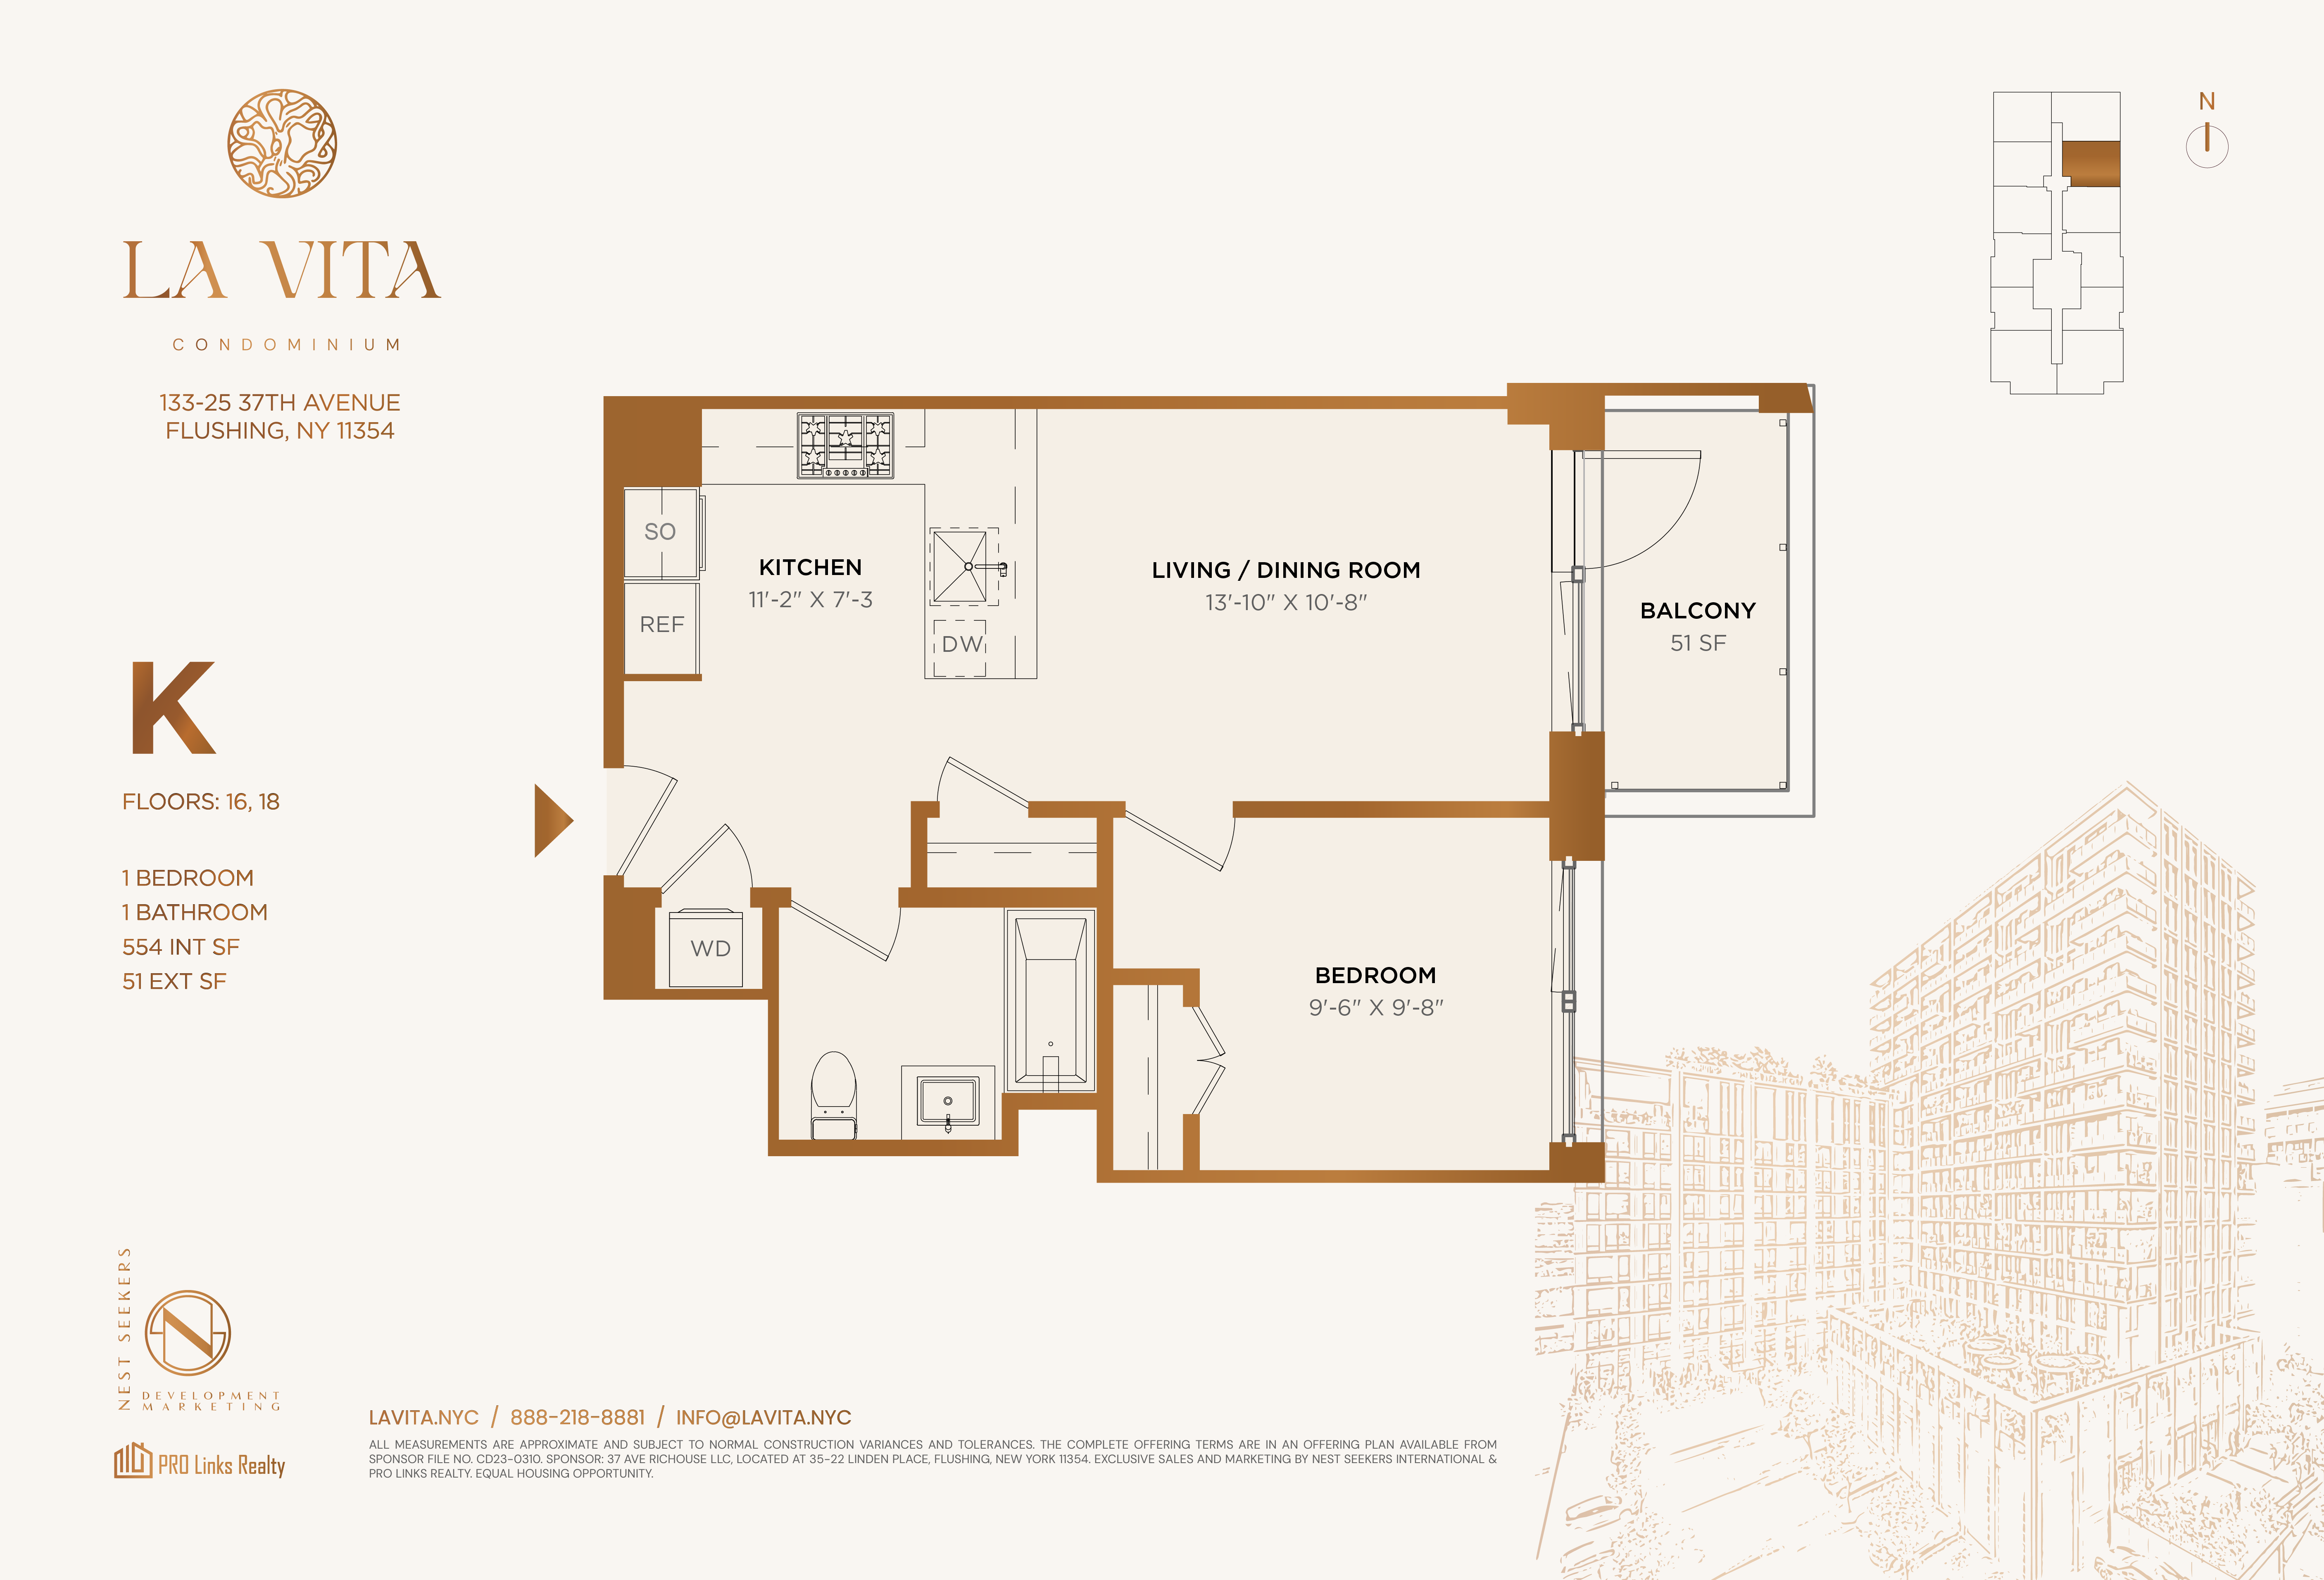 LA VITA
CONDOMINIUM
133-25 37TH AVENUE
FLUSHING, NY 11354
N
K
FLOORS: 16, 18
1 BEDROOM
1 BATHROOM
554 INT SF
51 EXT SF
SO
REF
KITCHEN
11'-2" X 7'-3
DW
LIVING / DINING ROOM
13'-10" X 10'-8"
BALCONY
51 SF
WD
BEDROOM
9'-6" X 9'-8"
NEST SEEKERS
N
DEVELOPMENT
MARKETING
PRO Links Realty
LAVITA.NYC / 888-218-8881 / INFO@LAVITA.NYC
ALL MEASUREMENTS ARE APPROXIMATE AND SUBJECT TO NORMAL CONSTRUCTION VARIANCES AND TOLERANCES. THE COMPLETE OFFERING TERMS ARE IN AN OFFERING PLAN AVAILABLE FROM
SPONSOR FILE NO. CD23-0310. SPONSOR: 37 AVE RICHOUSE LLC, LOCATED AT 35-22 LINDEN PLACE, FLUSHING, NEW YORK 11354. EXCLUSIVE SALES AND MARKETING BY NEST SEEKERS INTERNATIONAL &
PRO LINKS REALTY. EQUAL HOUSING OPPORTUNITY.